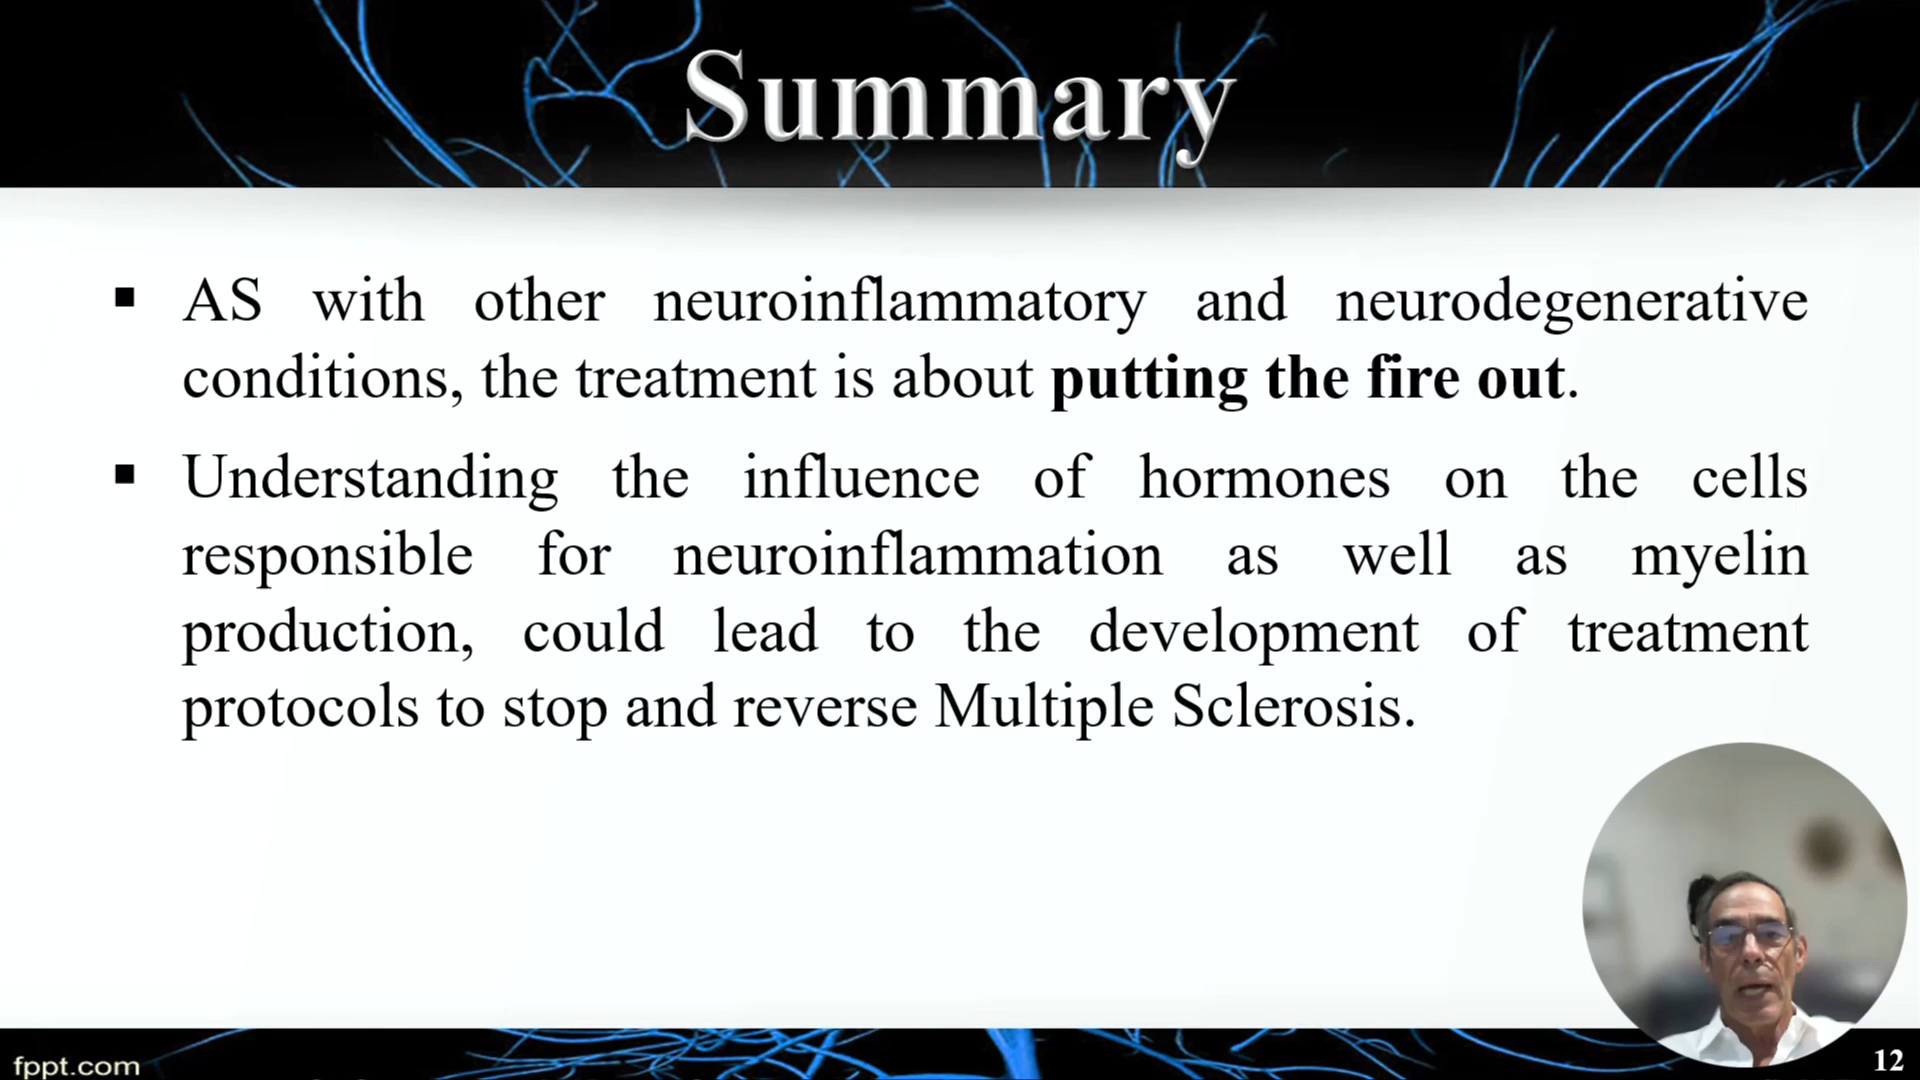 Summary
▪ AS with other neuroinflammatory and neurodegenerative
conditions, the treatment is about putting the fire out.
▪ Understanding the influence of hormones on the cells
responsible for neuroinflammation as well as myelin
production, could lead to the development of treatment
protocols to stop and reverse Multiple Sclerosis.
fppt.com
12